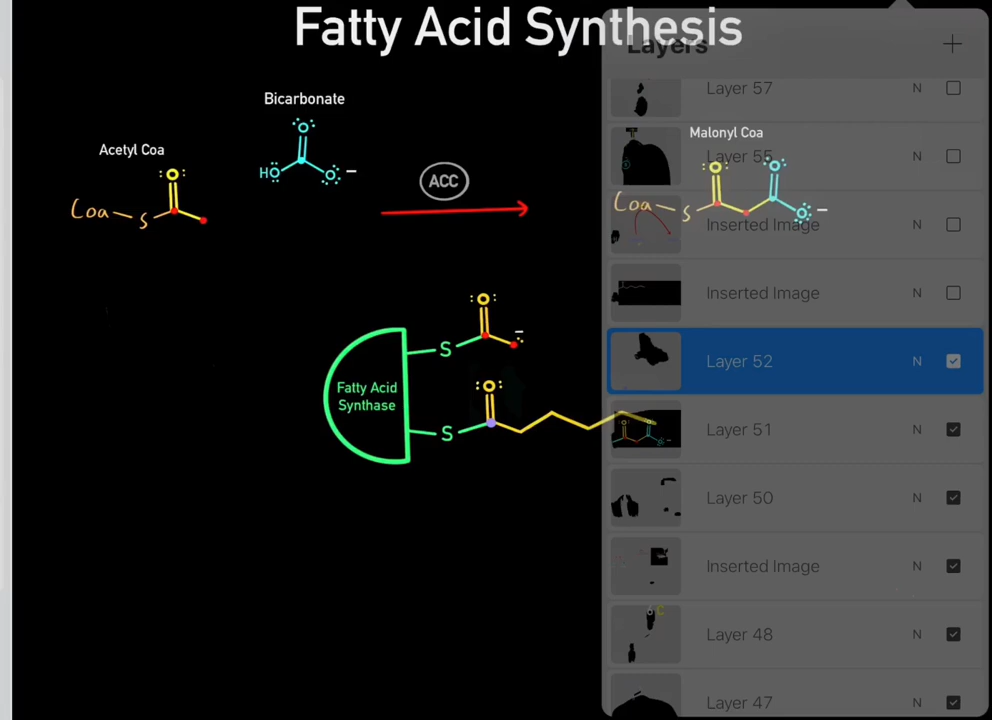 Fatty Acid Synthesis
Layers
Layer 57
N
Bicarbonate
O
HO
O
Acetyl Coa
O
Coa
S
ACC
Malonyl Coa
Layer 55
N
O
O
Coa
S
O
Inserted Image
N
Inserted Image
N
O
S
Fatty Acid
Synthase
O
S
Layer 52
N
Layer 51
N
Layer 50
N
Inserted Image
N
Layer 48
N
Layer 47
N